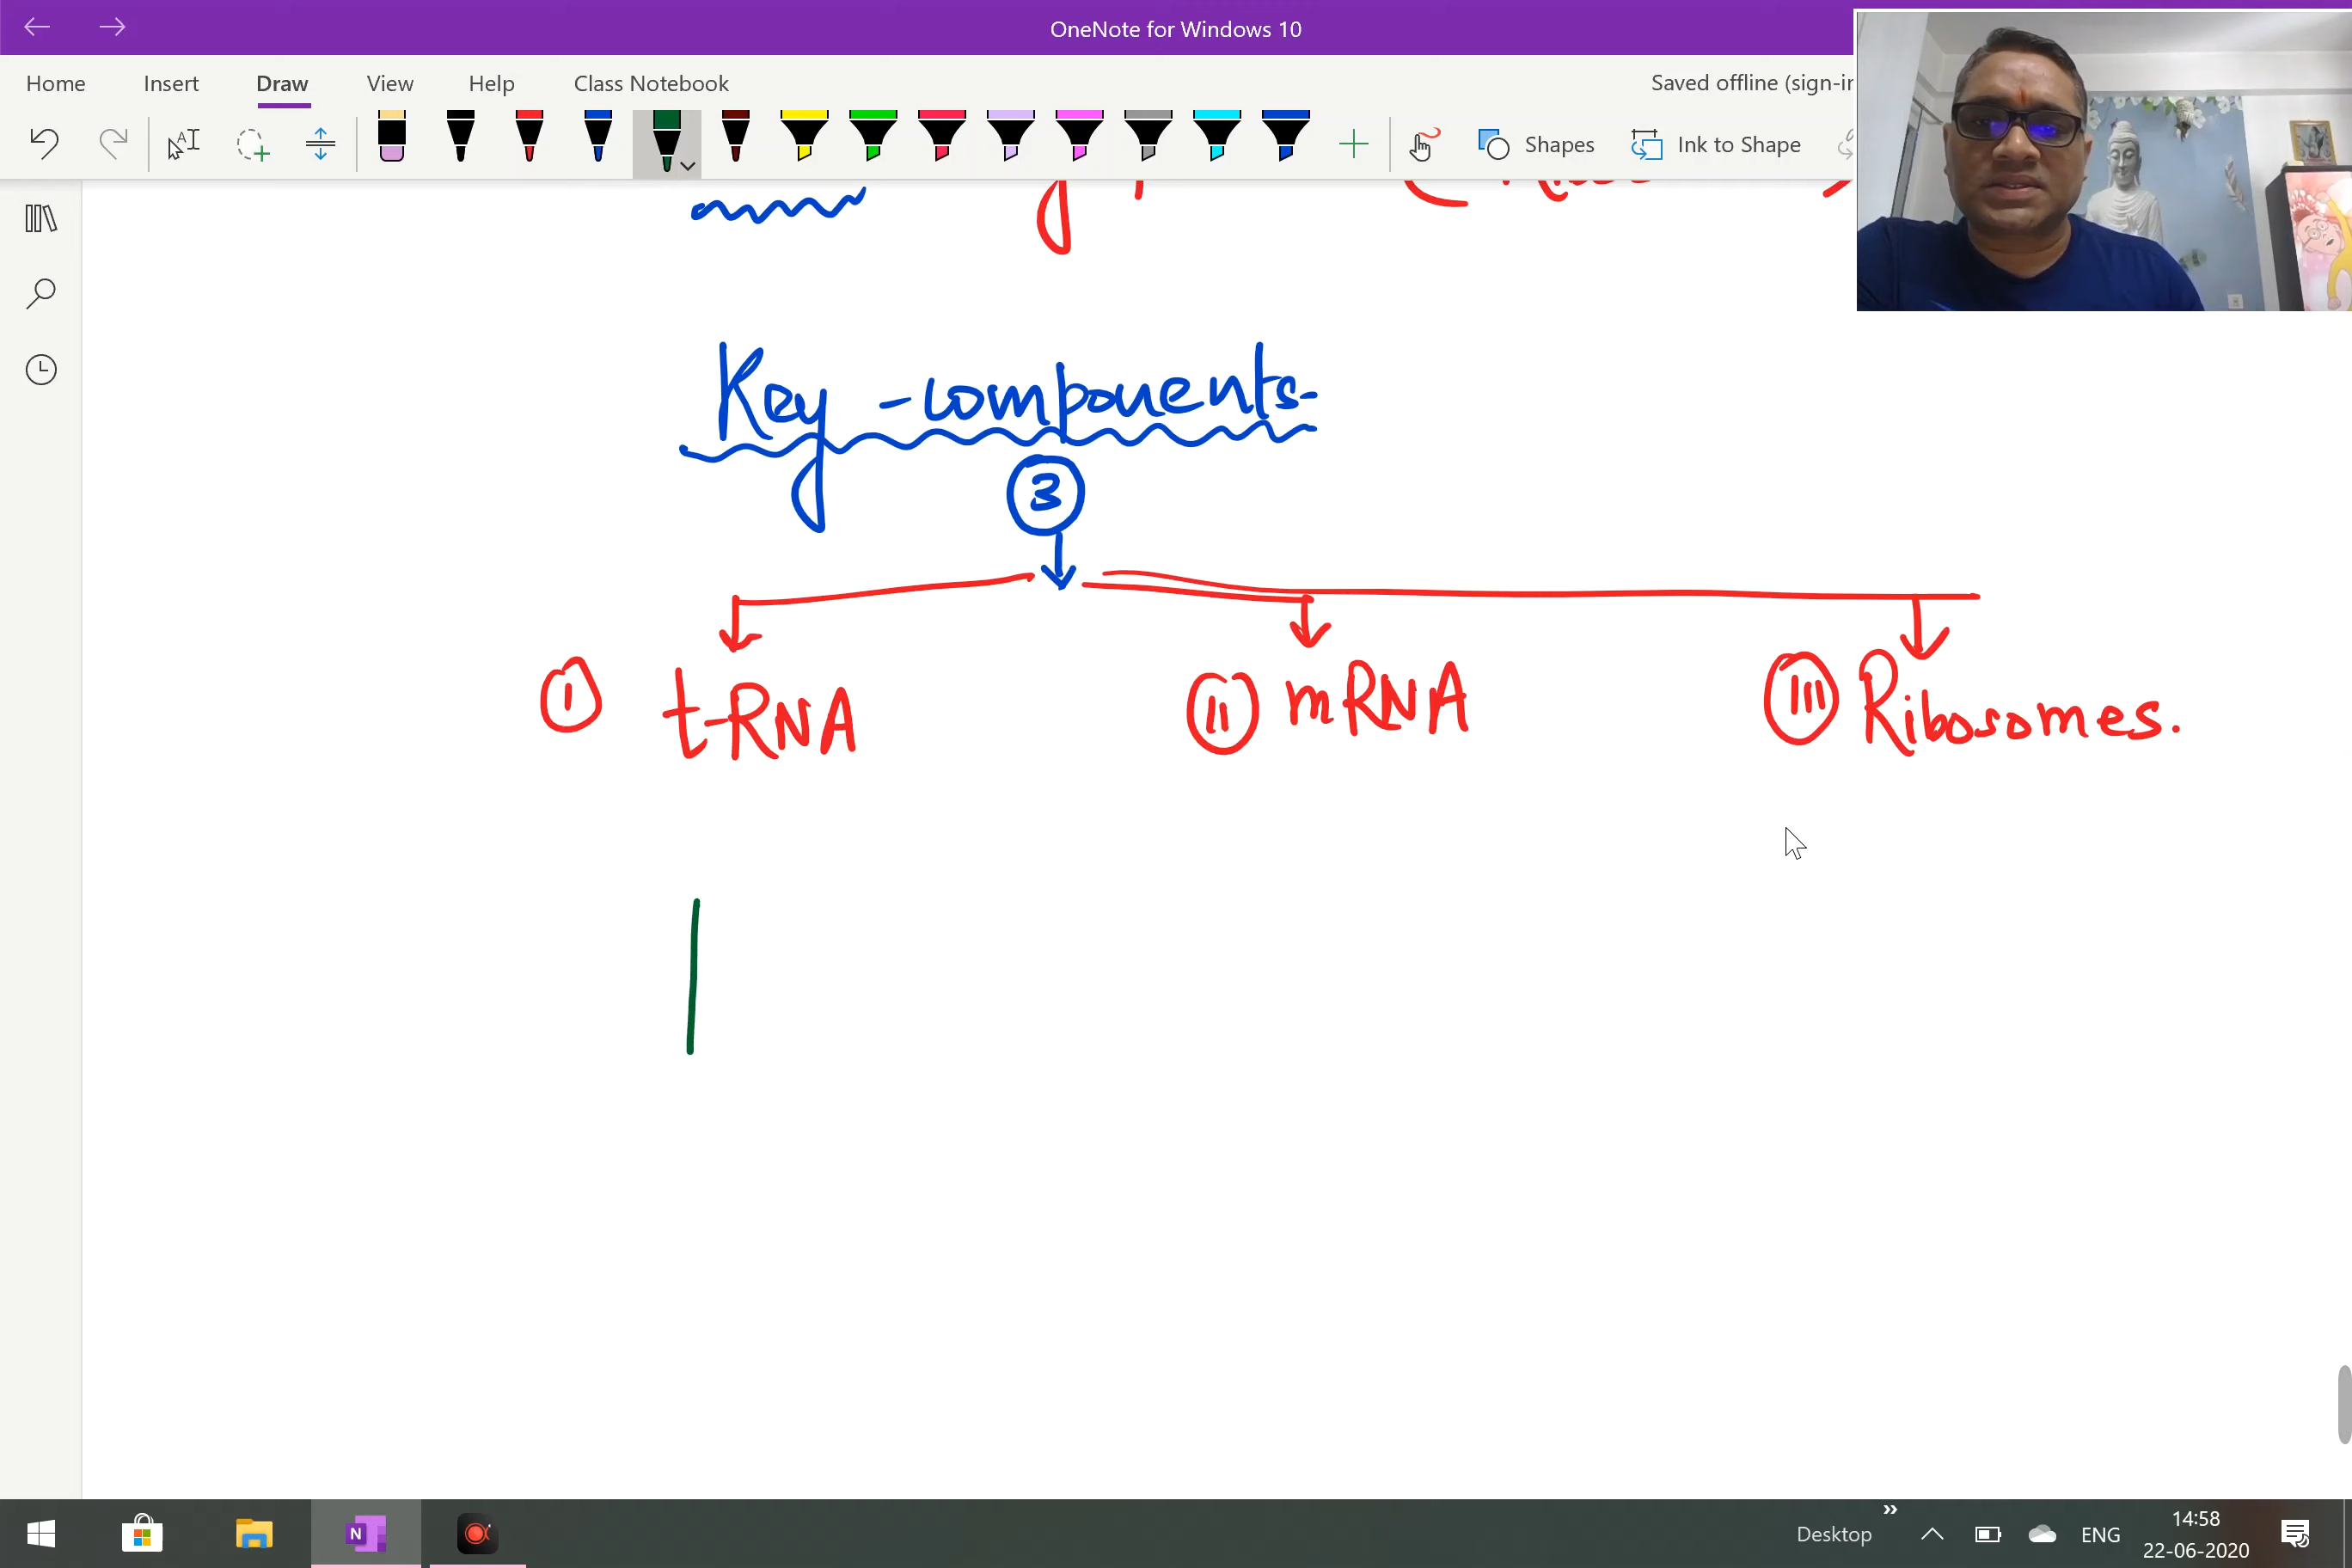 OneNote for Windows 10
Home Insert Draw View Help Class Notebook Saved offline (sign-in
Shapes Ink to Shape
Key - components-
3
I t-RNA II mRNA III Ribosomes.
N Desktop ENG 14:58
22-06-2020